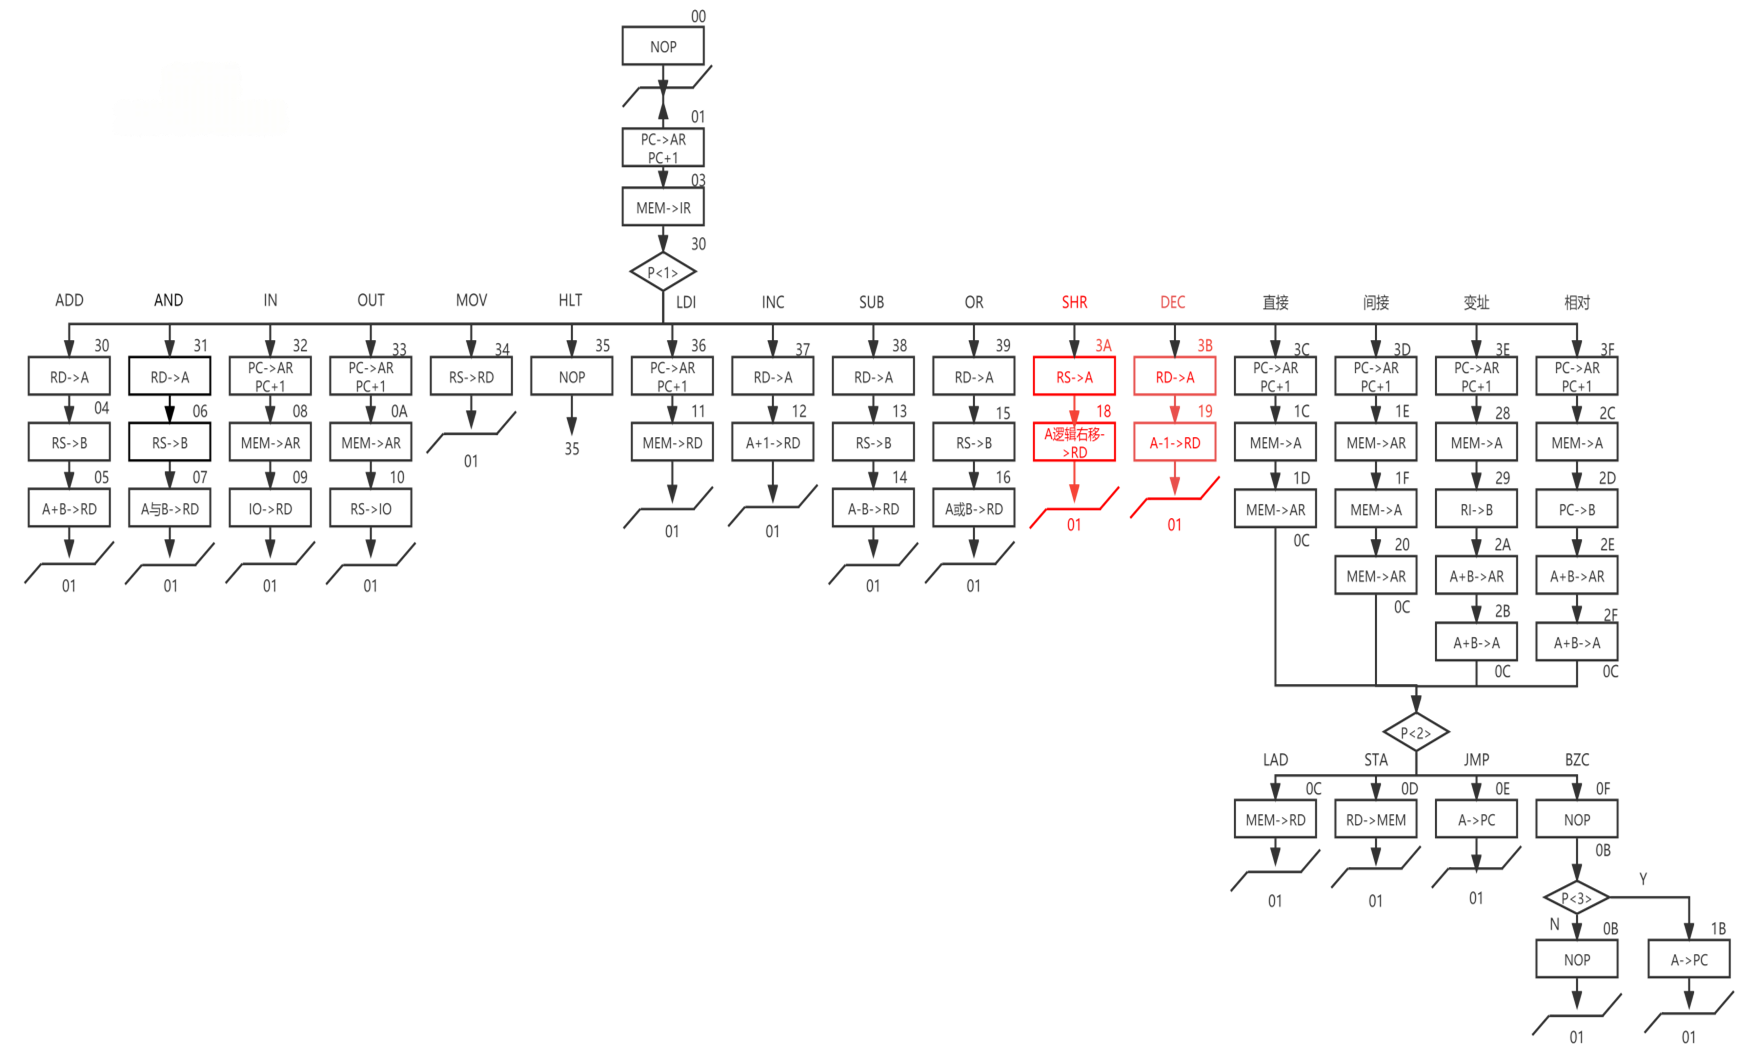 00
NOP
01
PC->AR
PC+1
03
MEM->IR
30
P<1>
ADD
AND
IN
OUT
MOV
HLT
LDI
INC
SUB
OR
SHR
DEC
直接
间接
变址
相对
30
31
32
33
34
35
36
37
38
39
3A
3B
3C
3D
3E
3F
RD->A
RD->A
PC->AR
PC+1
PC->AR
PC+1
RS->RD
NOP
PC->AR
PC+1
RD->A
RD->A
RD->A
RS->A
RD->A
PC->AR
PC+1
PC->AR
PC+1
PC->AR
PC+1
PC->AR
PC+1
04
06
08
0A
11
12
13
15
18
19
1C
1E
28
2C
RS->B
RS->B
MEM->AR
MEM->AR
01
35
MEM->RD
A+1->RD
RS->B
RS->B
A逻辑右移-
>RD
A-1->RD
MEM->A
MEM->AR
MEM->A
MEM->A
05
07
09
10
14
16
1D
1F
29
2D
A+B->RD
A与B->RD
IO->RD
RS->IO
01
01
A-B->RD
A或B->RD
01
01
MEM->AR
MEM->A
RI->B
PC->B
0C
20
2A
2E
01
01
01
01
01
01
MEM->AR
A+B->AR
A+B->AR
0C
2B
2F
A+B->A
A+B->A
0C
0C
P<2>
LAD
STA
JMP
BZC
0C
0D
0E
0F
MEM->RD
RD->MEM
A->PC
NOP
0B
01
01
01
P<3>
Y
N
0B
1B
NOP
A->PC
01
01